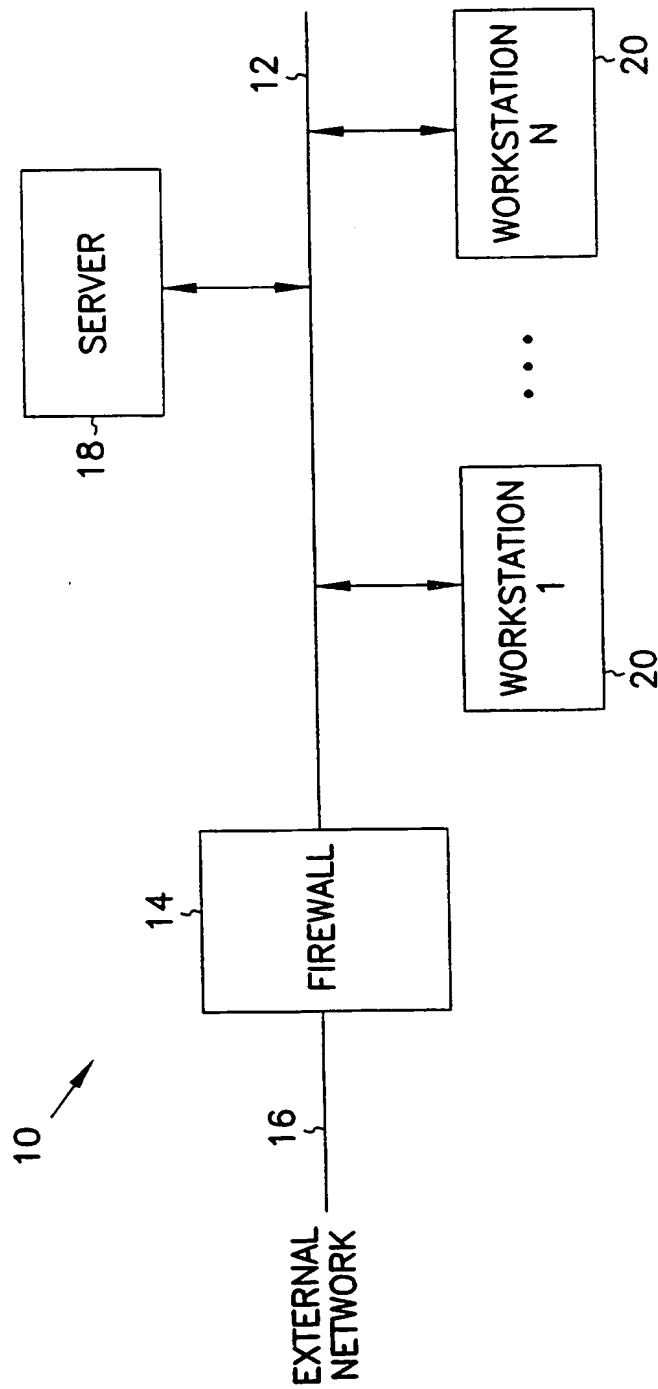 10
EXTERNAL
NETWORK
16
14
FIREWALL
12
18
SERVER
WORKSTATION
1
20
...
WORKSTATION
N
20